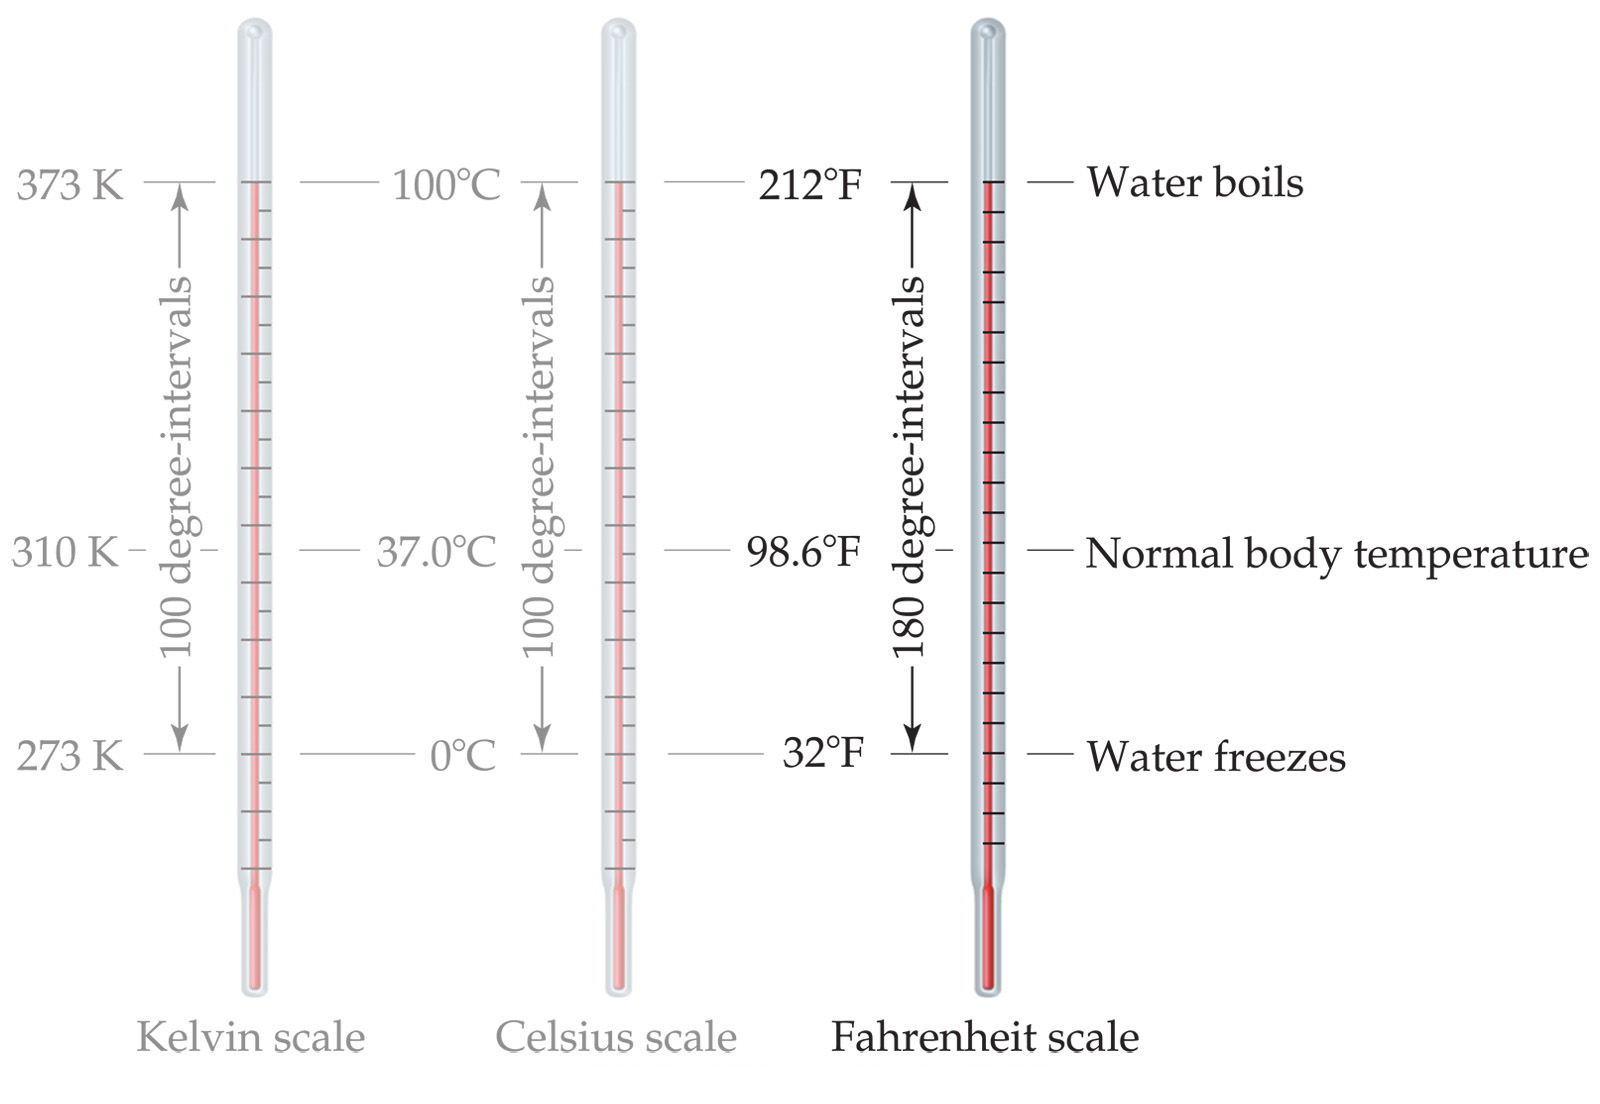 373 K
100°C
212°F
Water boils
100 degree-intervals
100 degree-intervals
180 degree-intervals
310 K
37.0°C
98.6°F
Normal body temperature
273 K
0°C
32°F
Water freezes
Kelvin scale
Celsius scale
Fahrenheit scale